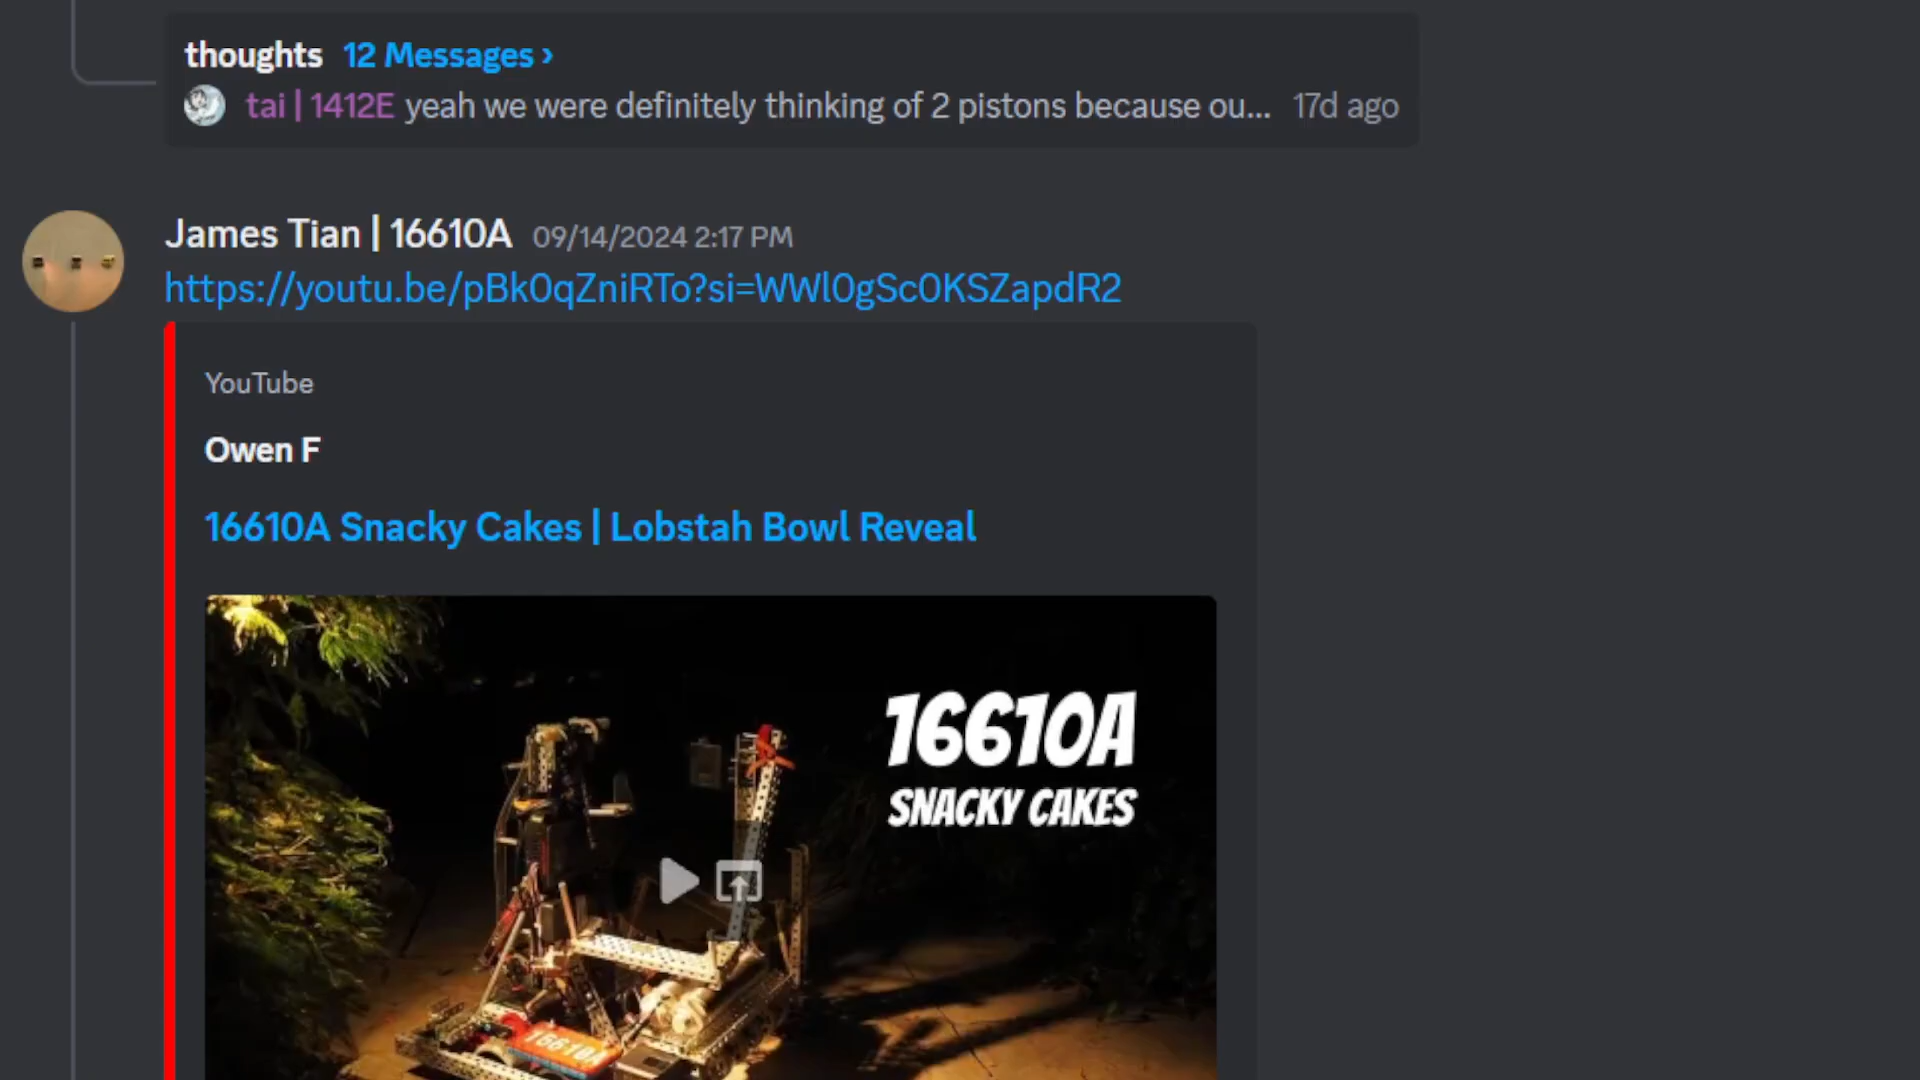 thoughts 12 Messages ›
tai | 1412E yeah we were definitely thinking of 2 pistons because ou... 17d ago
James Tian | 16610A 09/14/2024 2:17 PM
https://youtu.be/pBk0qZniRTo?si=WWl0gSc0KSZapdR2
YouTube
Owen F
16610A Snacky Cakes | Lobstah Bowl Reveal
16610A
SNACKY CAKES
16610A